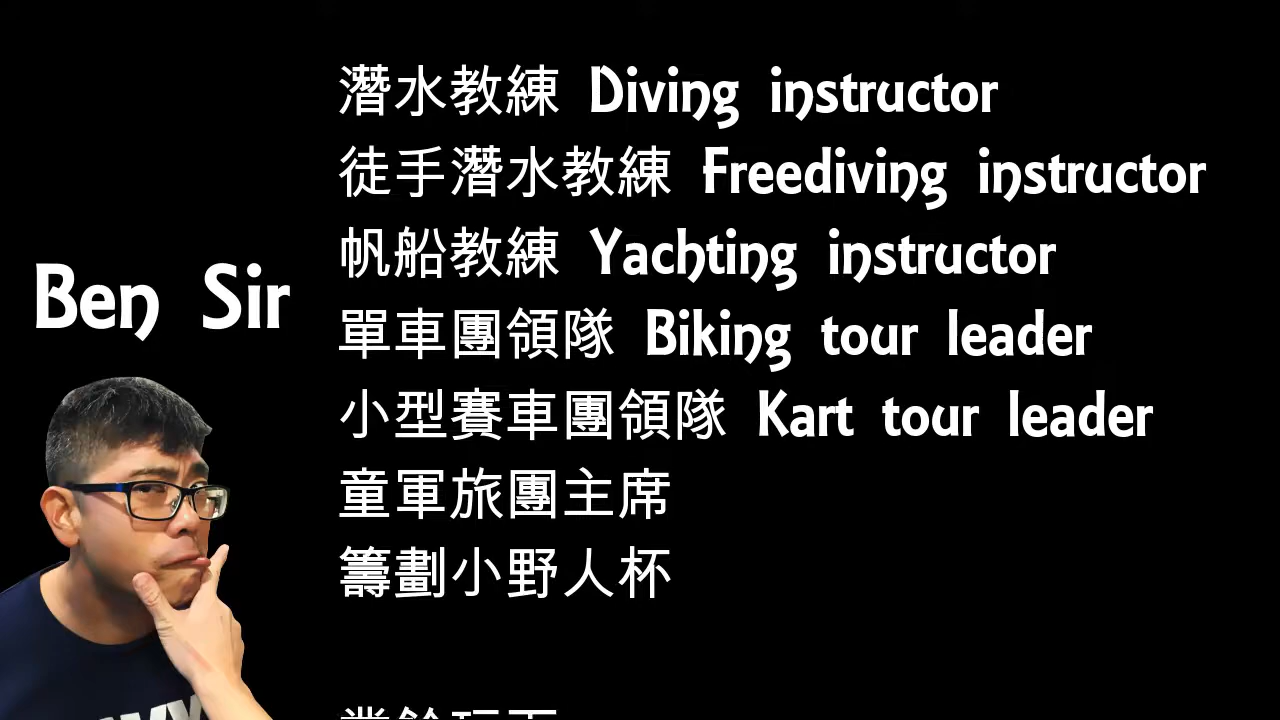 Ben Sir
潛水教練 Diving instructor
徒手潛水教練 Freediving instructor
帆船教練 Yachting instructor
單車團領隊 Biking tour leader
小型賽車團領隊 Kart tour leader
童軍旅團主席
籌劃小野人杯